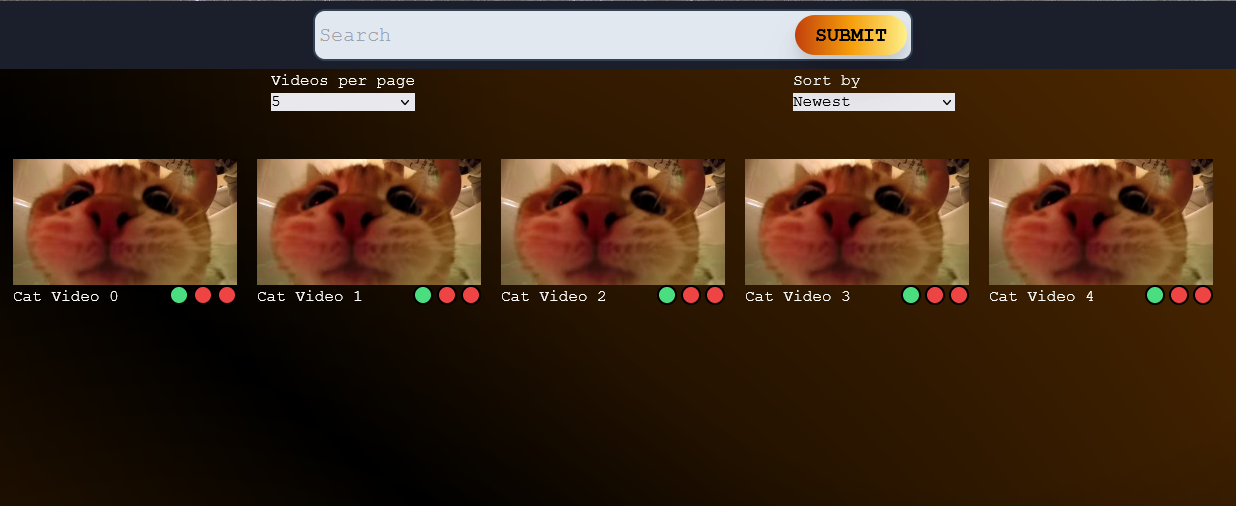 Search
SUBMIT
Videos per page
Sort by
5
Newest
Cat Video 0
Cat Video 1
Cat Video 2
Cat Video 3
Cat Video 4